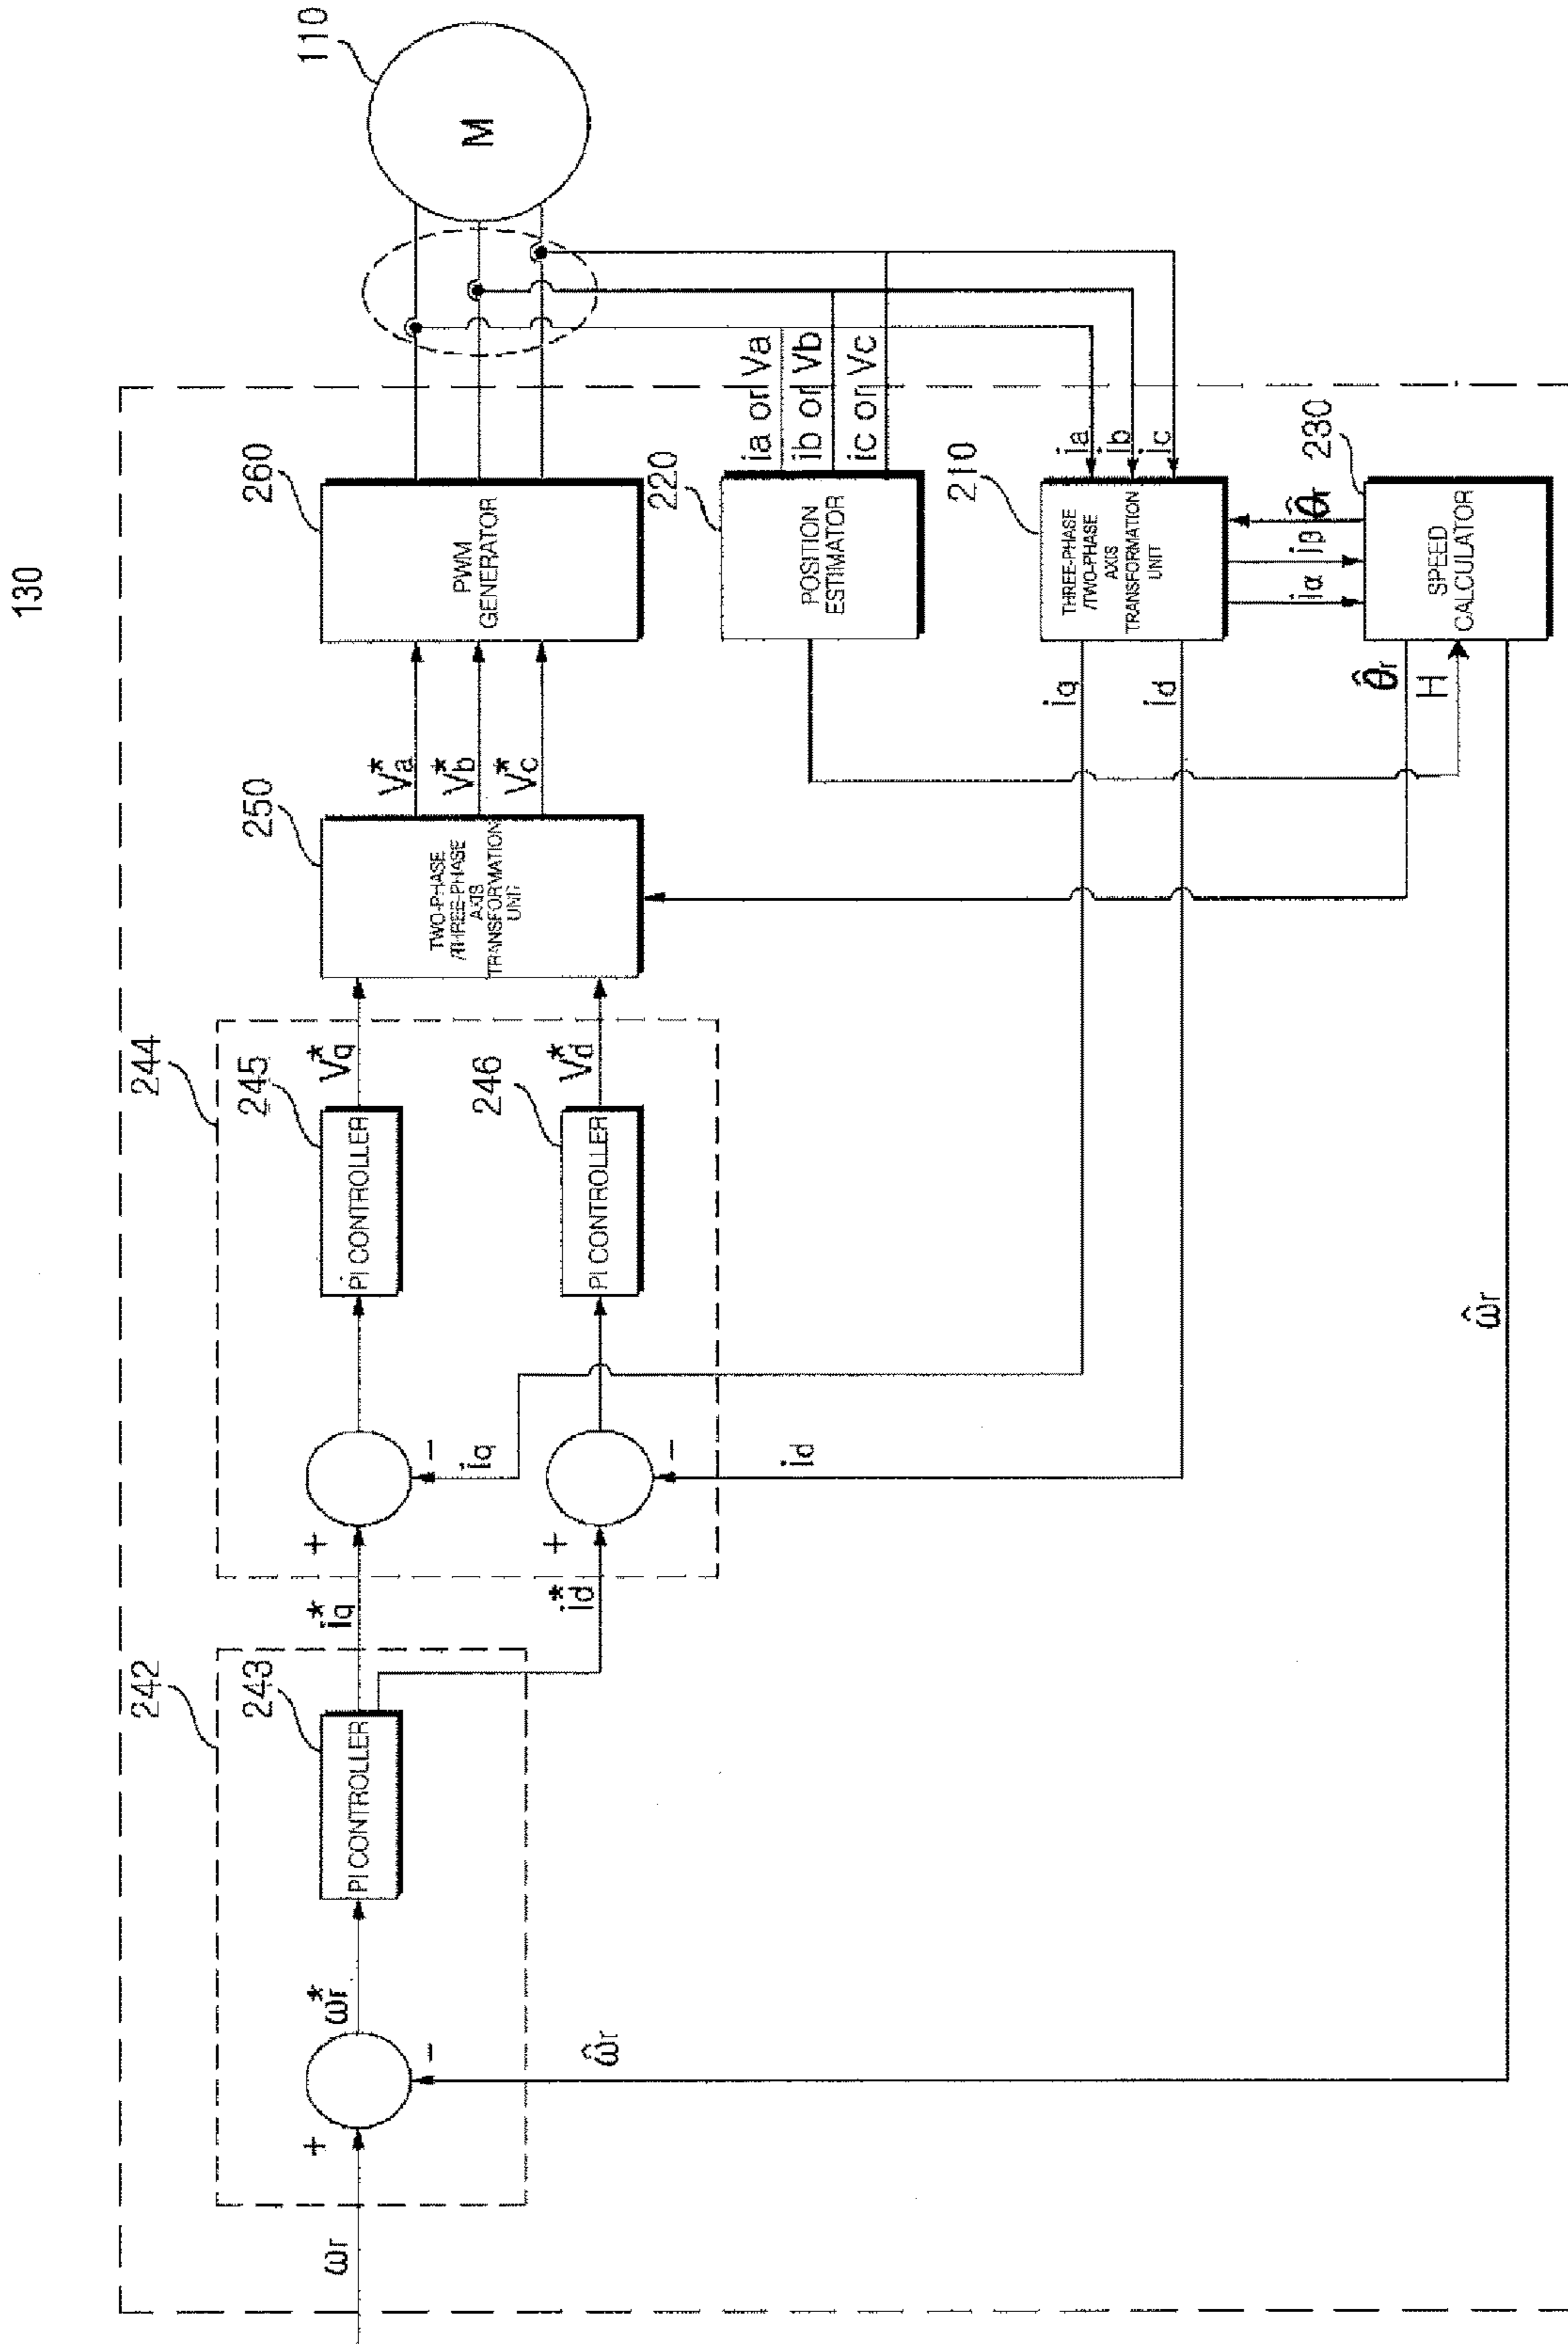 130
110
M
260
PWM
GENERATOR
250
TWO-PHASE
/THREE-PHASE
AXIS
TRANSFORMATION
UNIT
V*a
V*b
V*c
244
245
PI CONTROLLER
V*q
246
PI CONTROLLER
V*d
+
-
iq
+
-
id
242
243
PI CONTROLLER
i*q
i*d
ωr
+
-
ω*r
ω̂r
220
POSITION
ESTIMATOR
ia or Va
ib or Vb
ic or Vc
210
THREE-PHASE
/TWO-PHASE
AXIS
TRANSFORMATION
UNIT
ia
ib
ic
iq
id
230
SPEED
CALCULATOR
iα
iβ
θ̂r
θ̂r
H
ω̂r